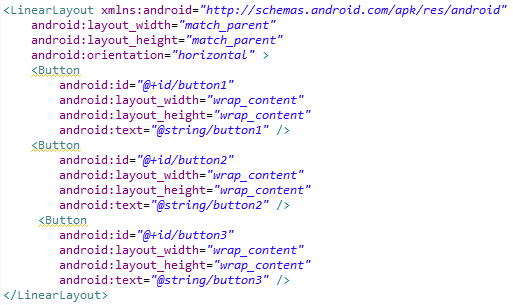 <LinearLayout xmlns:android="http://schemas.android.com/apk/res/android"
    android:layout_width="match_parent"
    android:layout_height="match_parent"
    android:orientation="horizontal" >
    <Button
        android:id="@+id/button1"
        android:layout_width="wrap_content"
        android:layout_height="wrap_content"
        android:text="@string/button1" />
    <Button
        android:id="@+id/button2"
        android:layout_width="wrap_content"
        android:layout_height="wrap_content"
        android:text="@string/button2" />
     <Button
        android:id="@+id/button3"
        android:layout_width="wrap_content"
        android:layout_height="wrap_content"
        android:text="@string/button3" />
</LinearLayout>